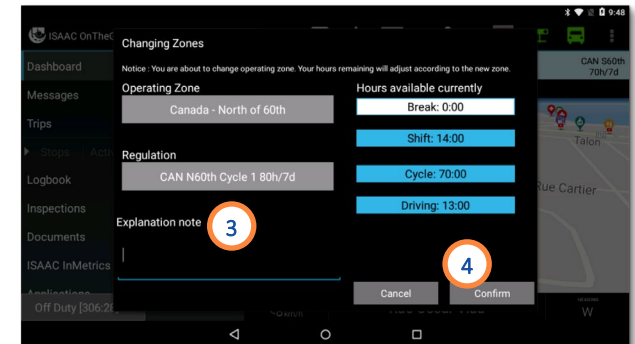 9:48
ISAAC OnTheG
Changing Zones
CAN S60th
70h/7d
Notice : You are about to change operating zone. Your hours remaining will adjust according to the new zone.
Dashboard
Operating Zone
Hours available currently
Messages
Canada - North of 60th
Break: 0:00
Trips
Shift: 14:00
Talon
Stops
Regulation
Logbook
CAN N60th Cycle 1 80h/7d
Cycle: 70:00
Rue Cartier
Inspections
Driving: 13:00
Explanation note
3
Documents
4
ISAAC InMetrics
Cancel
Confirm
Applications
Off Duty [306:28
km/h
W